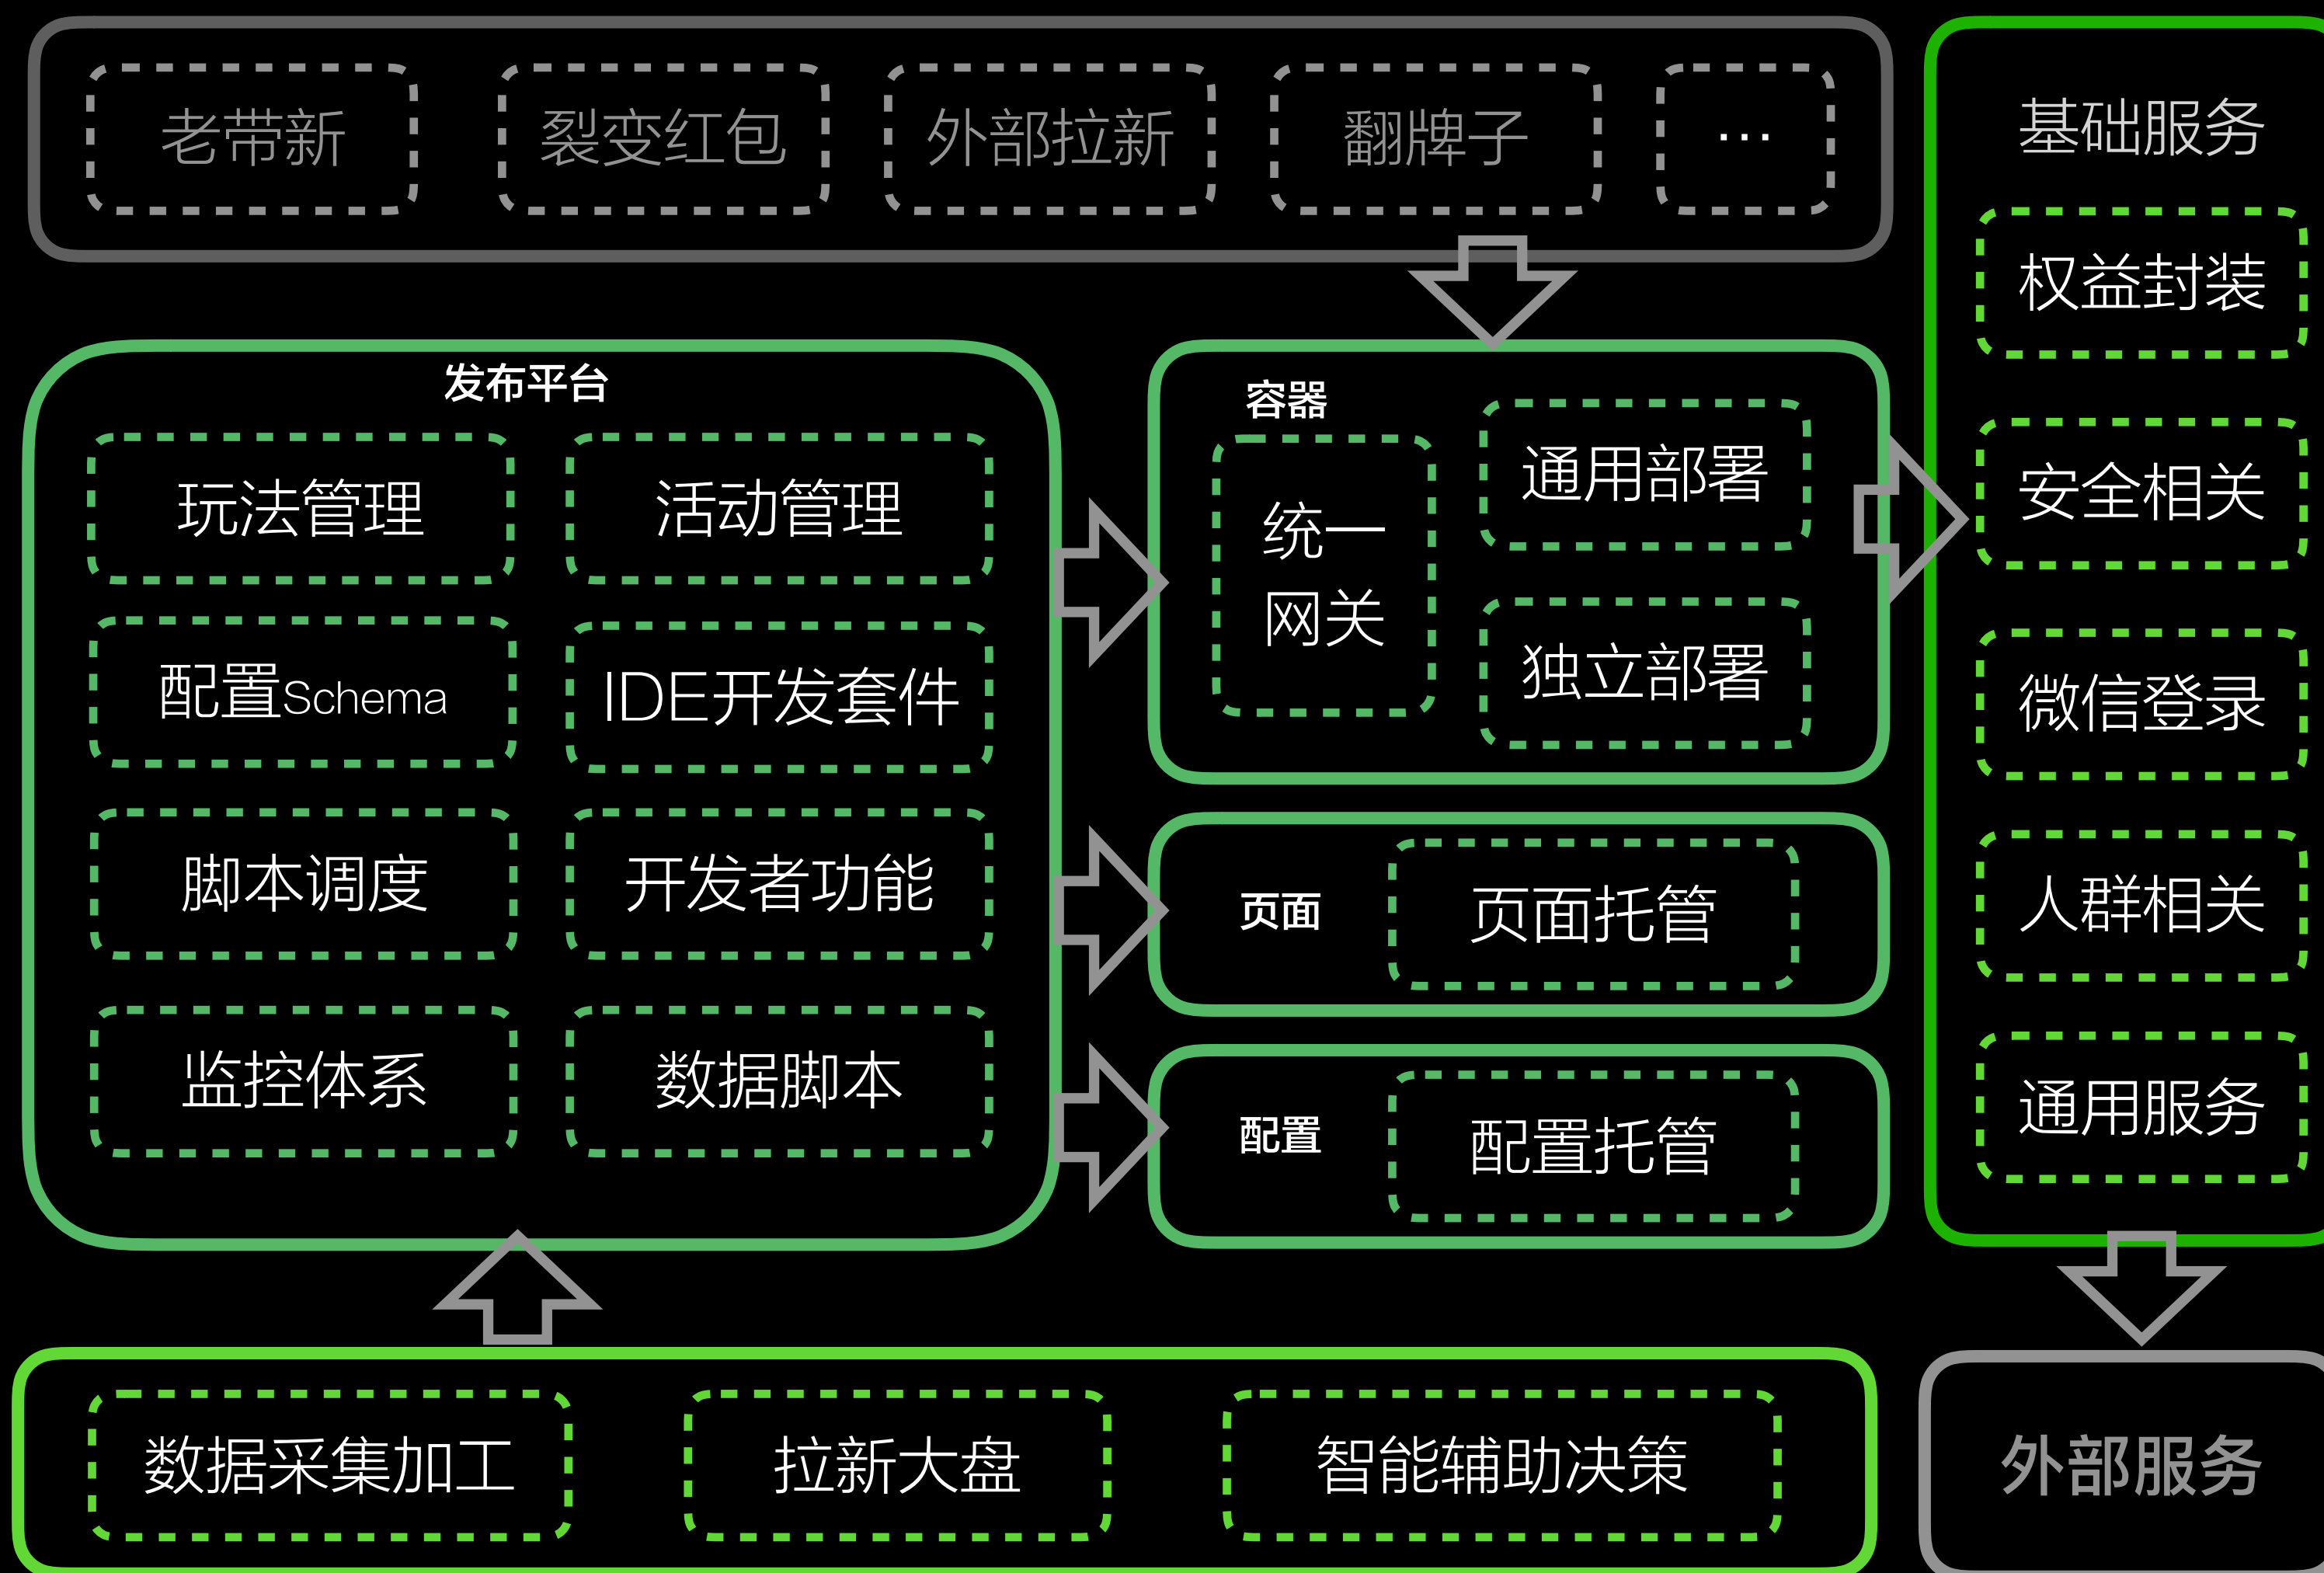 老带新
裂变红包
外部拉新
翻牌子
...
发布平台
玩法管理
活动管理
配置Schema
IDE开发套件
脚本调度
开发者功能
监控体系
数据脚本
容器
统一
网关
通用部署
独立部署
页面
页面托管
配置
配置托管
基础服务
权益封装
安全相关
微信登录
人群相关
通用服务
数据采集加工
拉新大盘
智能辅助决策
外部服务